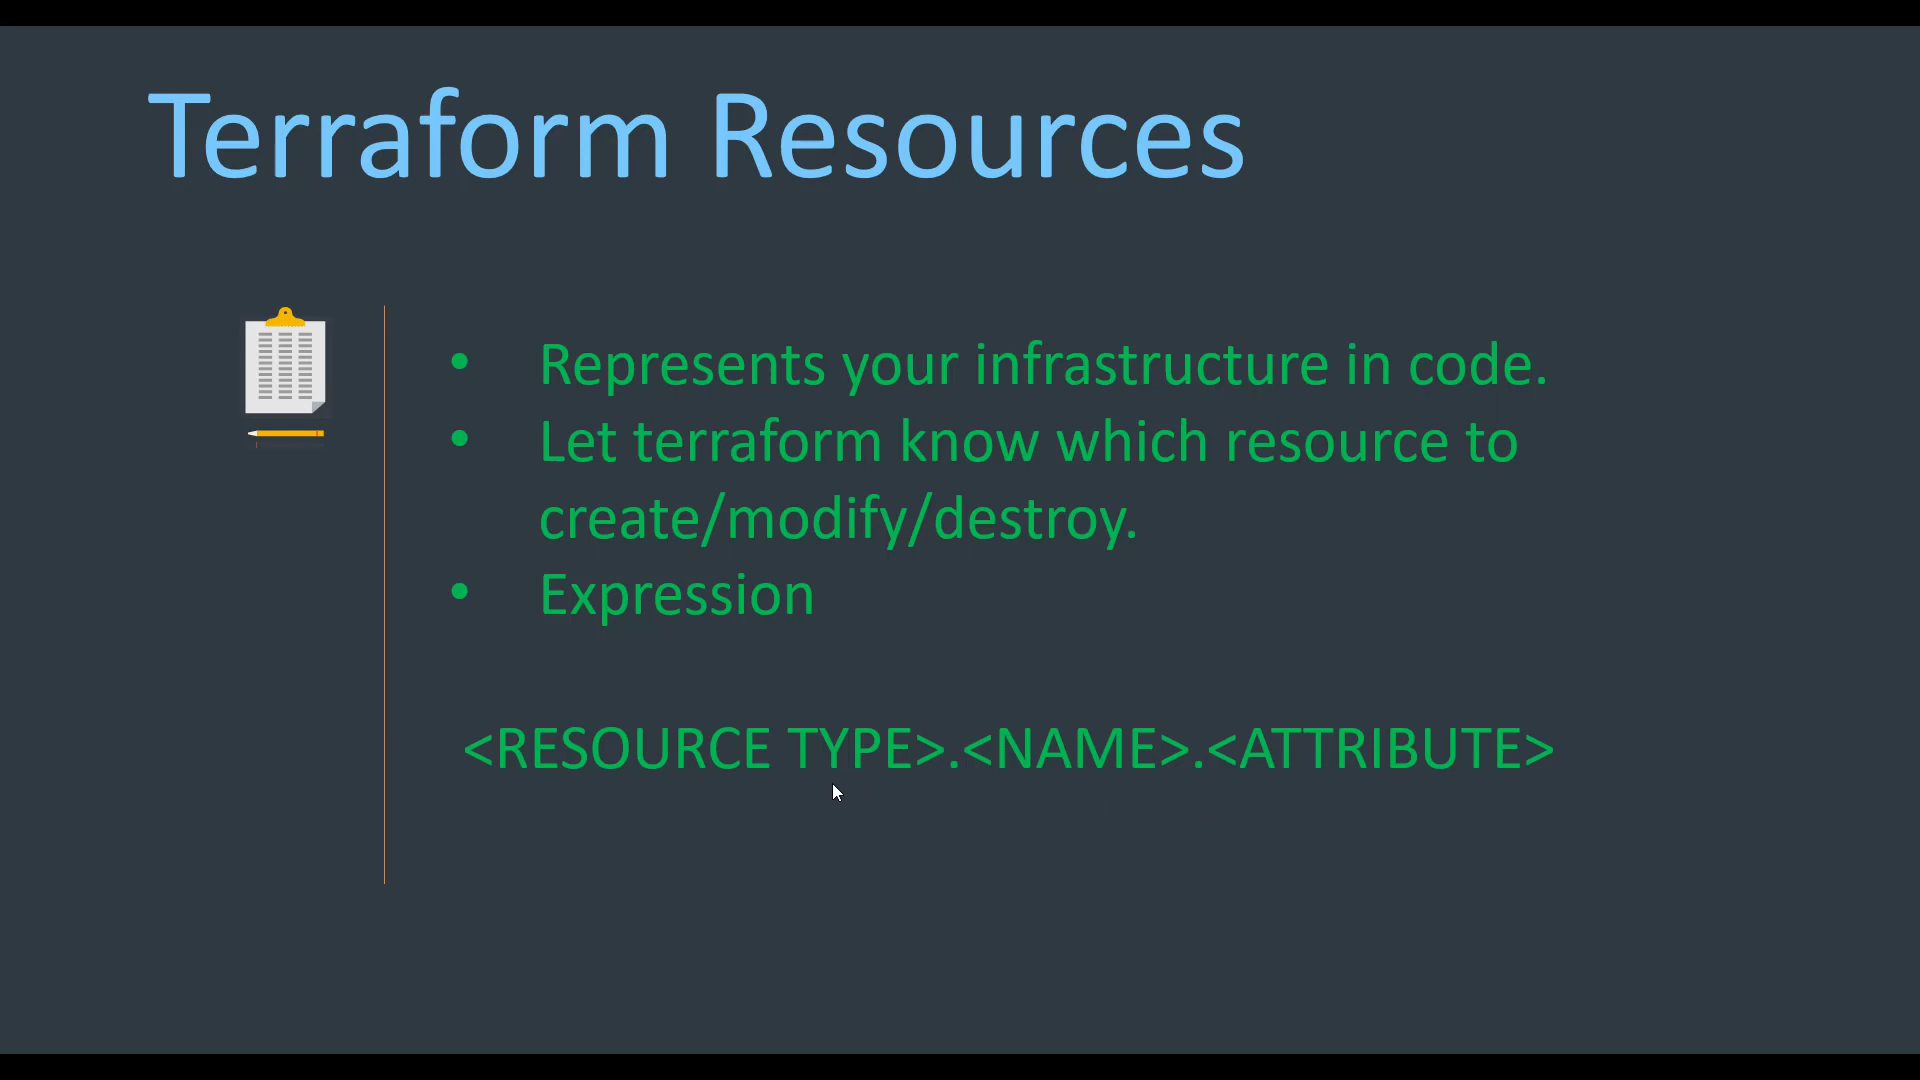 Terraform Resources
• Represents your infrastructure in code.
• Let terraform know which resource to
create/modify/destroy.
• Expression
<RESOURCE TYPE>.<NAME>.<ATTRIBUTE>